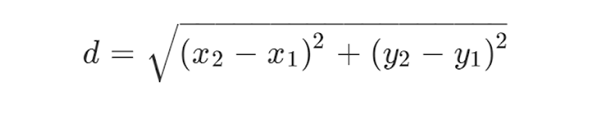 d = √((x₂ − x₁)² + (y₂ − y₁)²)